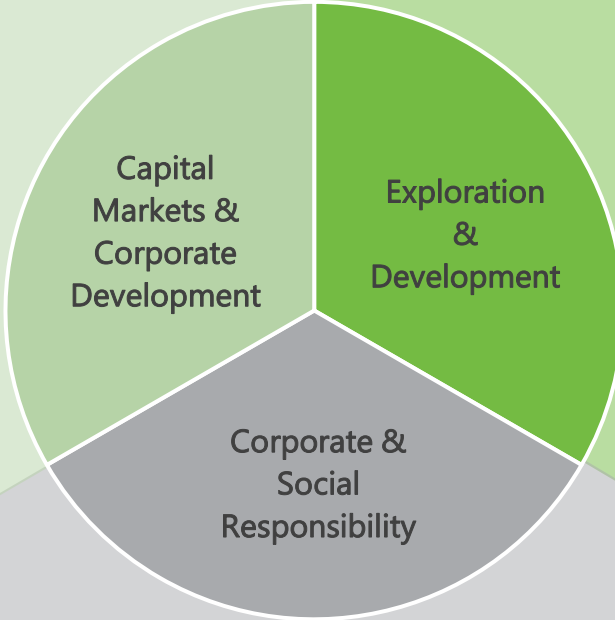 Capital
Markets &
Corporate
Development
Exploration
&
Development
Corporate &
Social
Responsibility